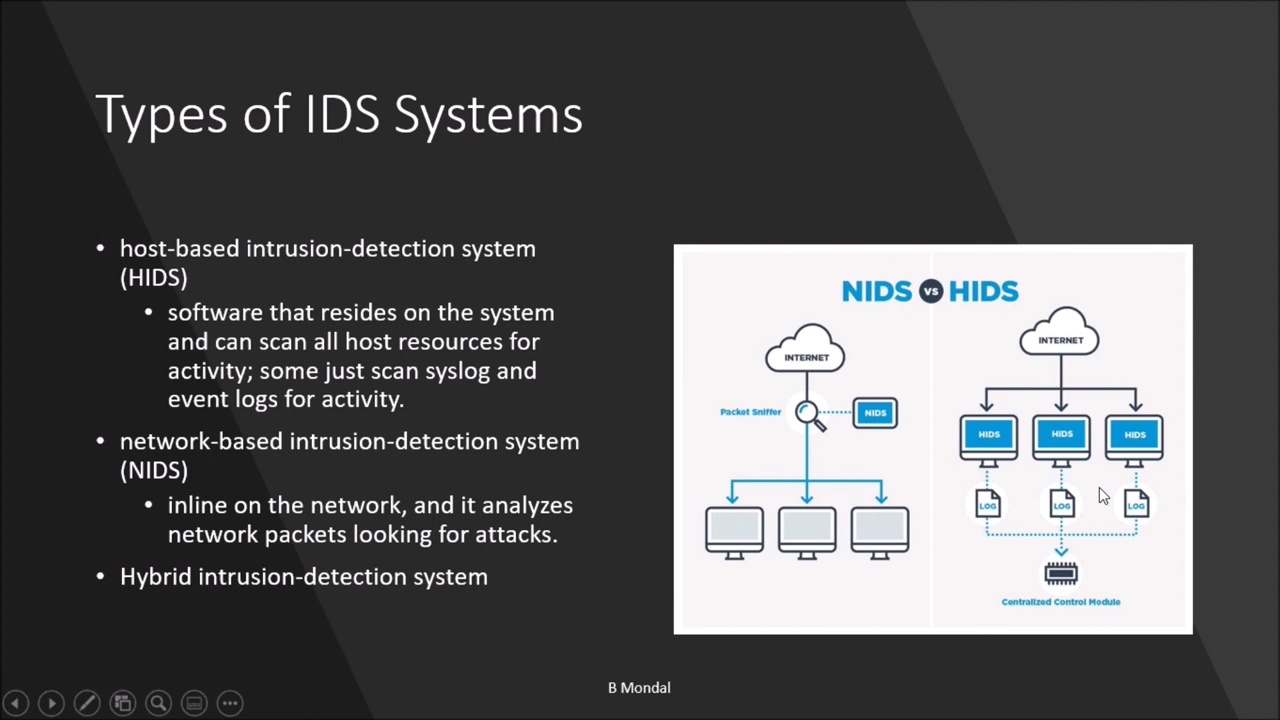 Types of IDS Systems
• host-based intrusion-detection system
(HIDS)
• software that resides on the system
and can scan all host resources for
activity; some just scan syslog and
event logs for activity.
• network-based intrusion-detection system
(NIDS)
• inline on the network, and it analyzes
network packets looking for attacks.
• Hybrid intrusion-detection system
NIDS VS HIDS
INTERNET
Packet Sniffer
NIDS
INTERNET
HIDS
HIDS
HIDS
LOG
LOG
LOG
Centralized Control Module
B Mondal